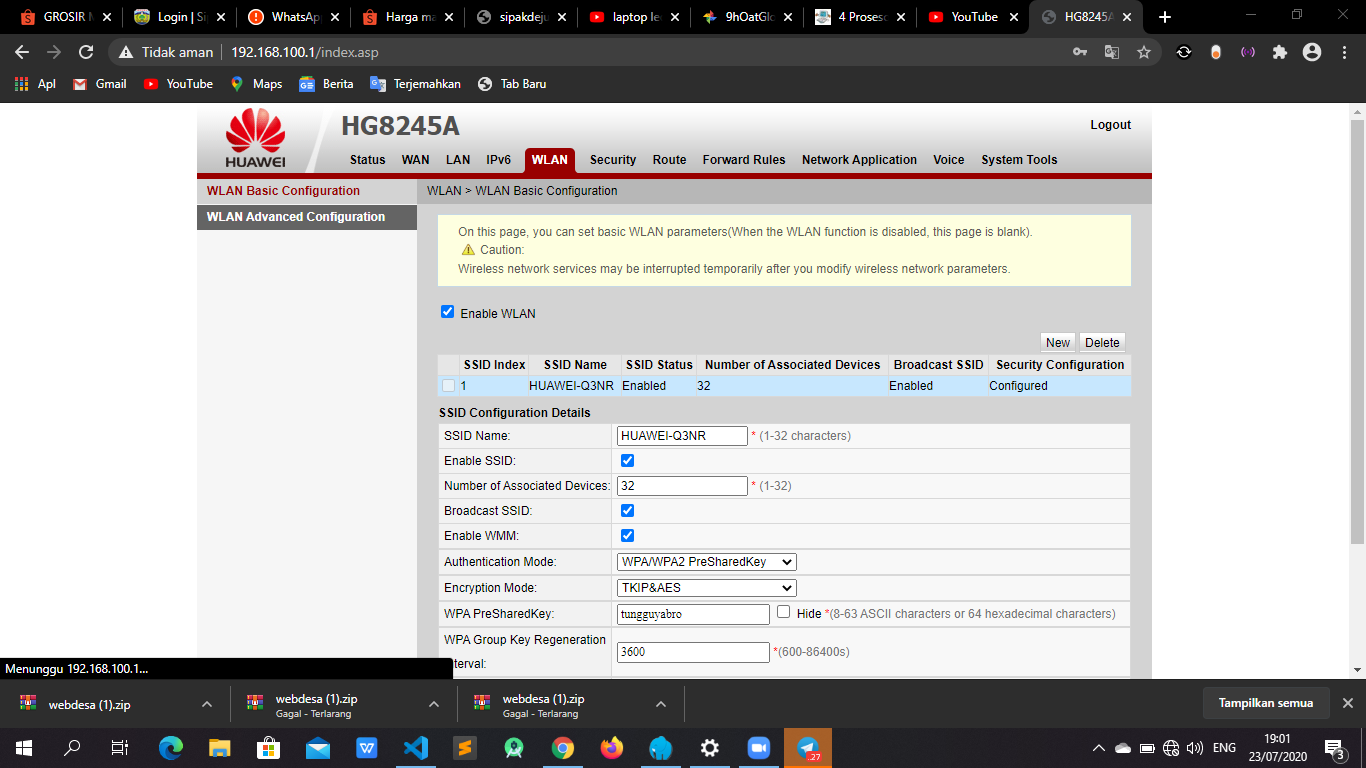 GROSIR M
Login | Si
WhatsAp
Harga ma
sipakdeju
laptop le
9hOatGlo
4 Prosesc
YouTube
HG8245A
Tidak aman 192.168.100.1/index.asp
Apl Gmail YouTube Maps Berita Terjemahkan Tab Baru
HUAWEI
HG8245A
Logout
Status WAN LAN IPv6 WLAN Security Route Forward Rules Network Application Voice System Tools
WLAN Basic Configuration
WLAN Advanced Configuration
WLAN > WLAN Basic Configuration
On this page, you can set basic WLAN parameters(When the WLAN function is disabled, this page is blank).
Caution:
Wireless network services may be interrupted temporarily after you modify wireless network parameters.
Enable WLAN
New Delete
SSID Index SSID Name SSID Status Number of Associated Devices Broadcast SSID Security Configuration
1 HUAWEI-Q3NR Enabled 32 Enabled Configured
SSID Configuration Details
SSID Name: HUAWEI-Q3NR * (1-32 characters)
Enable SSID:
Number of Associated Devices: 32 * (1-32)
Broadcast SSID:
Enable WMM:
Authentication Mode: WPA/WPA2 PreSharedKey
Encryption Mode: TKIP&AES
WPA PreSharedKey: tungguyabro Hide *(8-63 ASCII characters or 64 hexadecimal characters)
WPA Group Key Regeneration
terval: 3600 *(600-86400s)
Menunggu 192.168.100.1...
webdesa (1).zip
webdesa (1).zip
Gagal - Terlarang
webdesa (1).zip
Gagal - Terlarang
Tampilkan semua
.27
ENG
19:01
23/07/2020
3